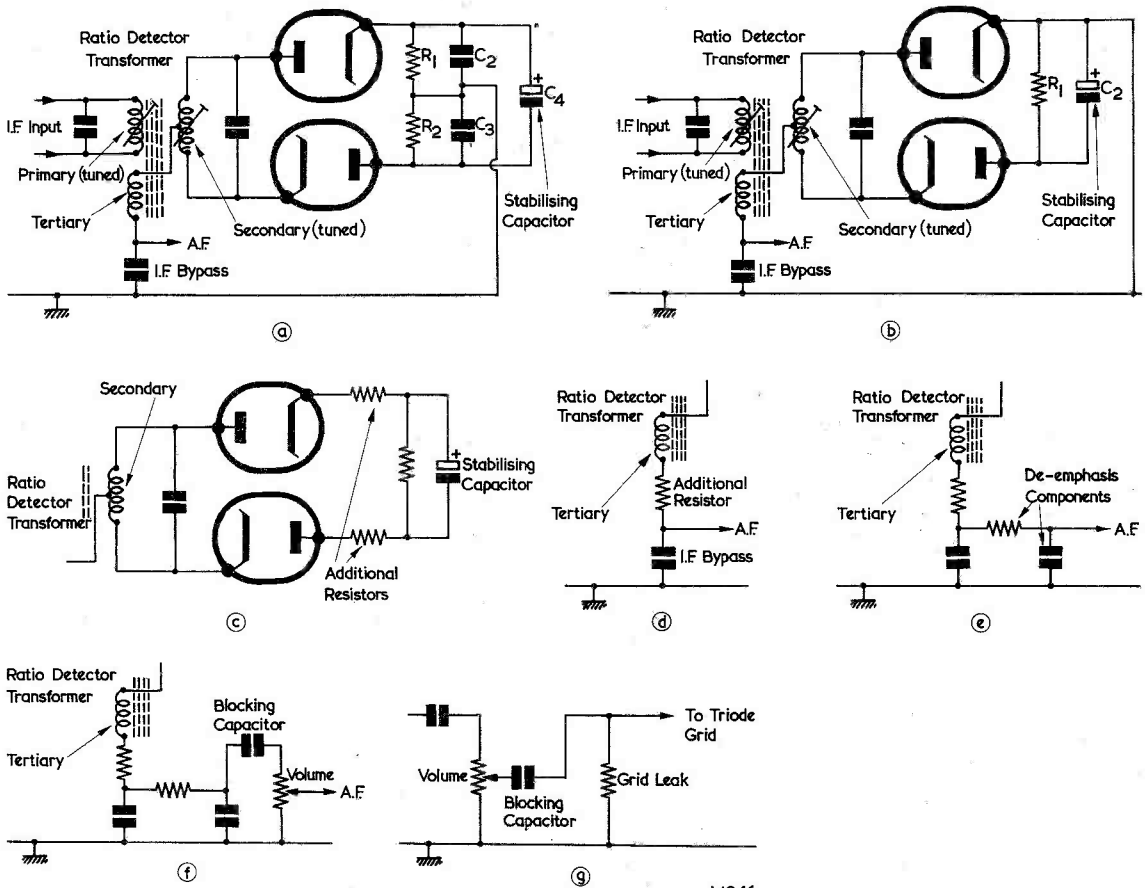 Ratio Detector
Transformer
I.F. Input
Primary (tuned)
Tertiary
A.F.
I.F. Bypass
Secondary (tuned)
R1
R2
C2
C3
+
C4
Stabilising
Capacitor
a
Ratio Detector
Transformer
I.F. Input
Primary (tuned)
Tertiary
A.F.
I.F. Bypass
Secondary (tuned)
R1
+
C2
Stabilising
Capacitor
b
Secondary
Ratio
Detector
Transformer
+
Stabilising
Capacitor
Additional
Resistors
c
Ratio Detector
Transformer
Additional
Resistor
Tertiary
A.F.
I.F. Bypass
d
Ratio Detector
Transformer
De-emphasis
Components
Tertiary
A.F.
e
Ratio Detector
Transformer
Blocking
Capacitor
Tertiary
Volume
A.F.
f
To Triode
Grid
Volume
Grid Leak
Blocking
Capacitor
g